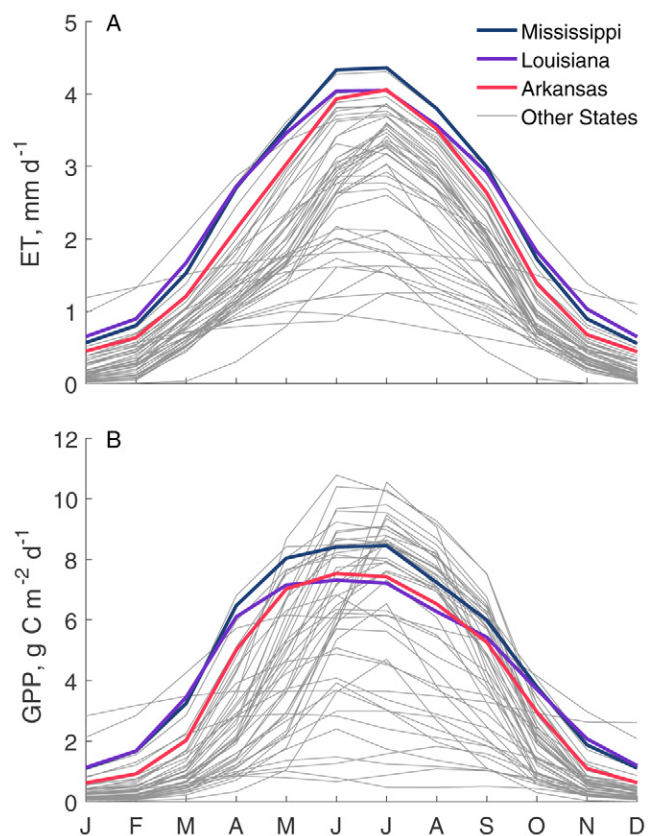 A
Mississippi
Louisiana
Arkansas
Other States
ET, mm d⁻¹
5
4
3
2
1
0
B
GPP, g C m⁻² d⁻¹
12
10
8
6
4
2
0
J F M A M J J A S O N D